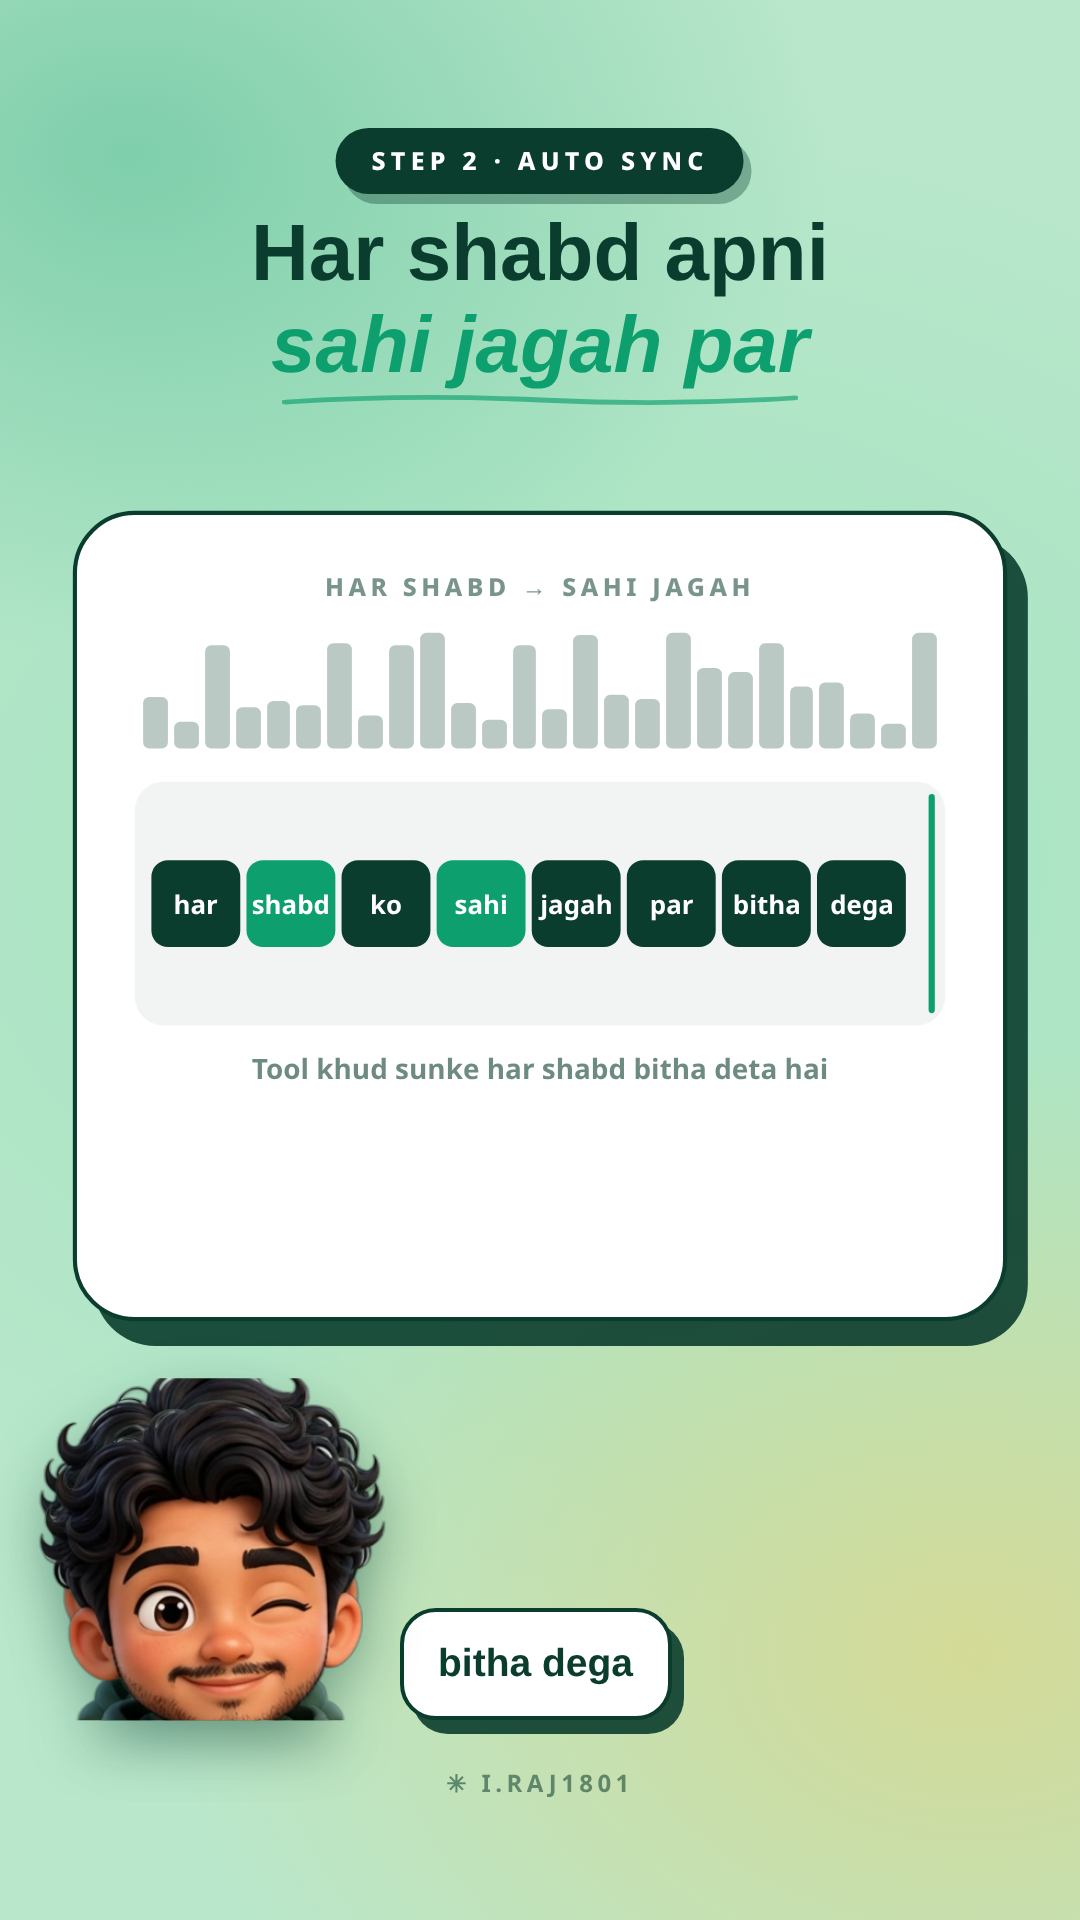 STEP 2 · AUTO SYNC
Har shabd apni
sahi jagah par
HAR SHABD → SAHI JAGAH
har shabd ko sahi jagah par bitha dega
Tool khud sunke har shabd bitha deta hai
bitha dega
✳ I.RAJ1801